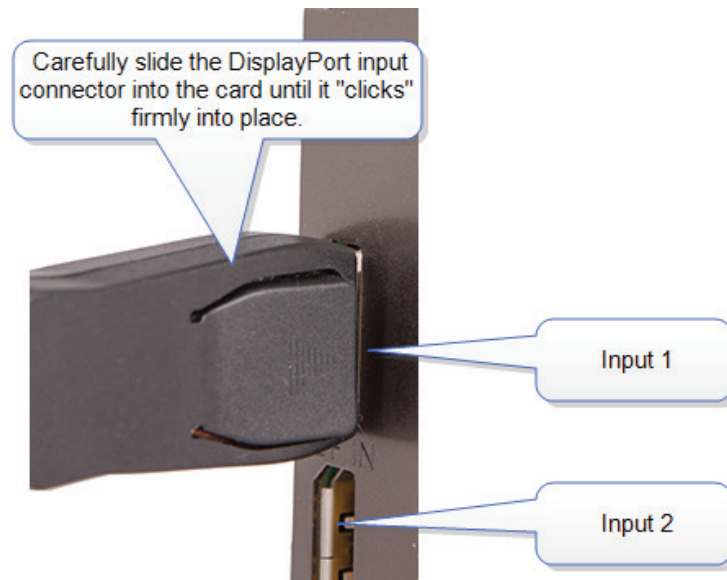 Carefully slide the DisplayPort input
connector into the card until it "clicks"
firmly into place.
Input 1
IN
Input 2